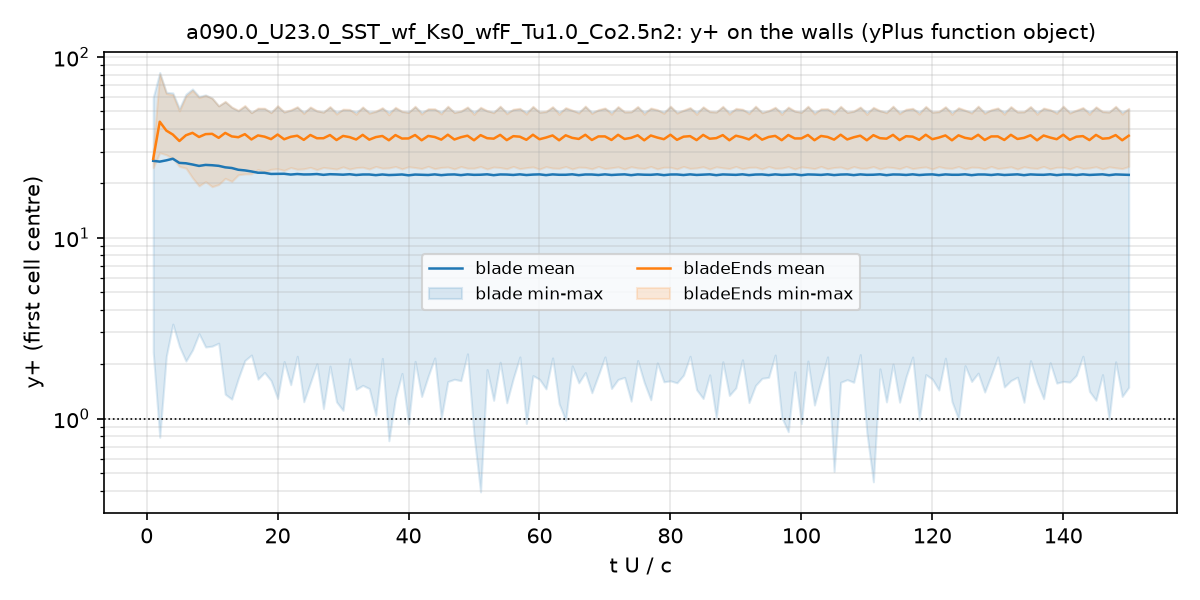 a090.0_U23.0_SST_wf_Ks0_wfF_Tu1.0_Co2.5n2: y+ on the walls (yPlus function object)
y+ (first cell centre)
10²
10¹
10⁰
blade mean
blade min-max
bladeEnds mean
bladeEnds min-max
0 20 40 60 80 100 120 140
t U / c